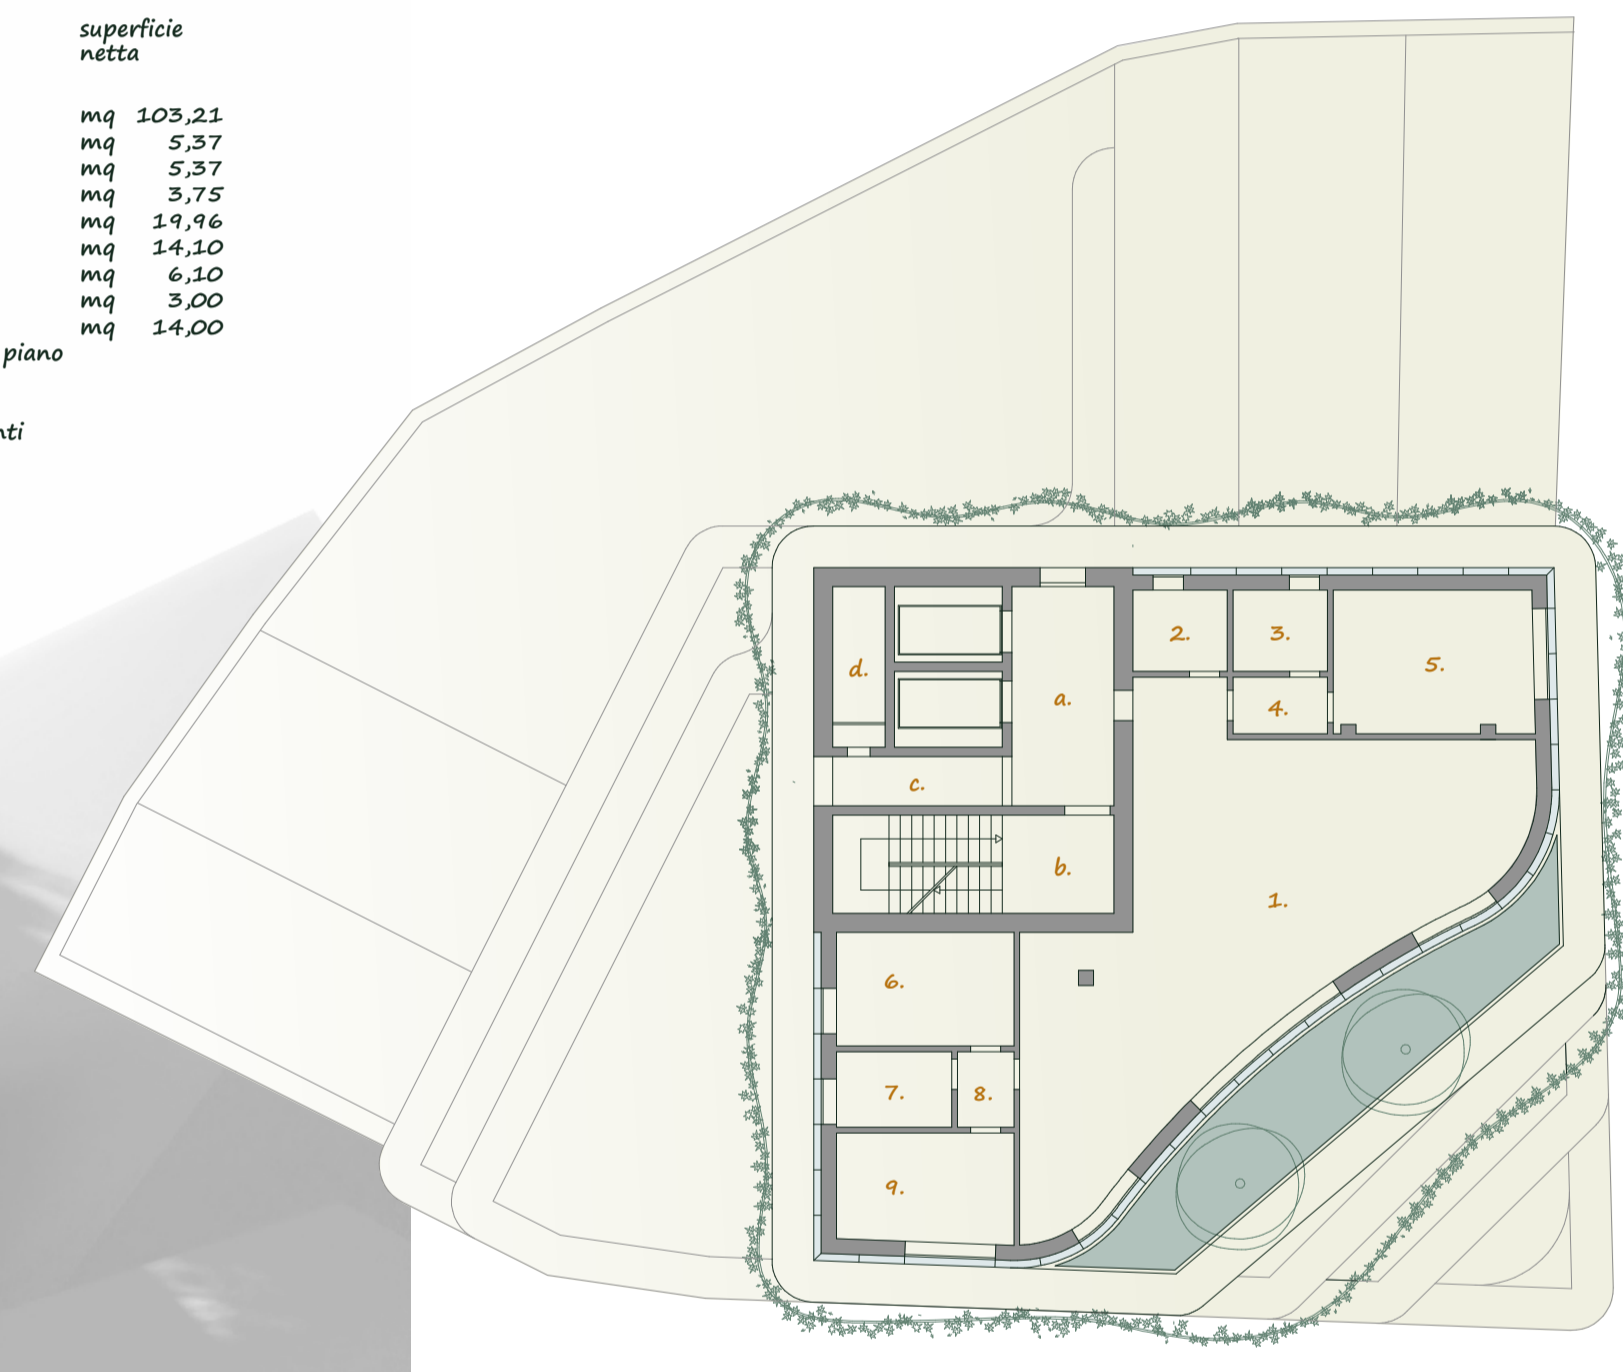 superficie
netta
mq 103,21
mq 5,37
mq 5,37
mq 3,75
mq 19,96
mq 14,10
mq 6,10
mq 3,00
mq 14,00
piano
nti
2.
3.
5.
d.
a.
4.
c.
b.
1.
6.
7.
8.
9.